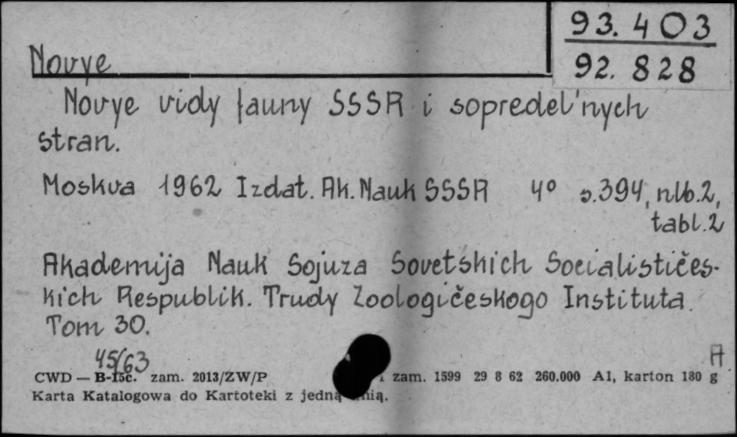 93.403
92.828
Novye
Novye vidy fauny SSSR i sopredel'nych
stran.
Moskva 1962 Izdat. Ak. Nauk SSSR 4° s.394, nlb.2,
tabl.2
Akademija Nauk Sojuza Sovetskich Socialističes-
kich Respublik. Trudy Zoologičeskogo Instituta.
Tom 30.
45/63
A
CWD — B-15c. zam. 2013/ZW/P zam. 1599 29 8 62 260.000 A1, karton 180 g
Karta Katalogowa do Kartoteki z jedną